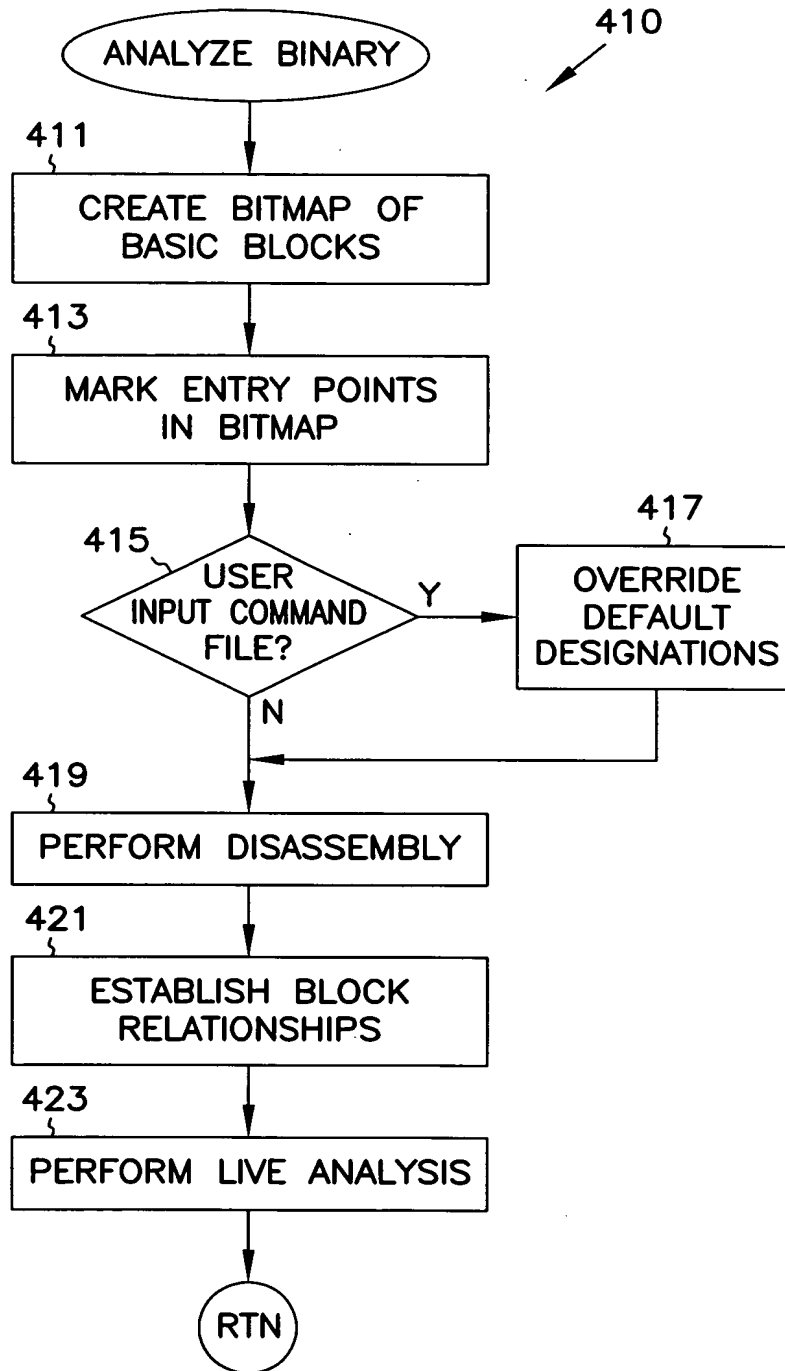 ANALYZE BINARY
410
411
CREATE BITMAP OF
BASIC BLOCKS
413
MARK ENTRY POINTS
IN BITMAP
415
USER
INPUT COMMAND
FILE?
Y
N
417
OVERRIDE
DEFAULT
DESIGNATIONS
419
PERFORM DISASSEMBLY
421
ESTABLISH BLOCK
RELATIONSHIPS
423
PERFORM LIVE ANALYSIS
RTN